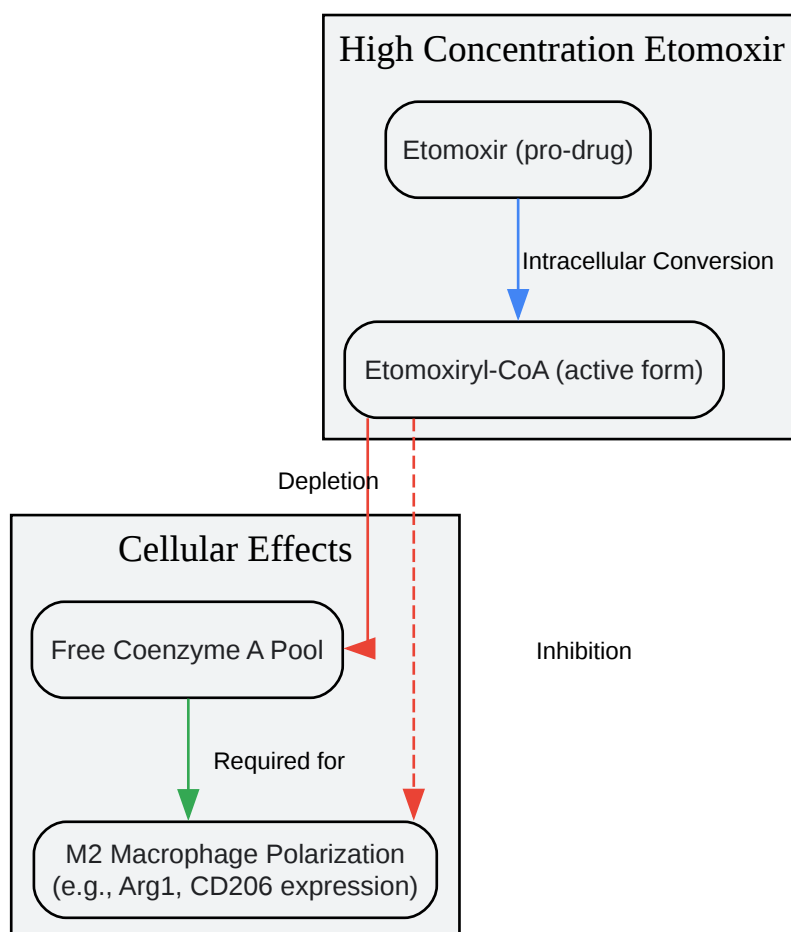 High Concentration Etomoxir
Etomoxir (pro-drug)
Intracellular Conversion
Etomoxiryl-CoA (active form)
Depletion
Cellular Effects
Free Coenzyme A Pool
Inhibition
Required for
M2 Macrophage Polarization
(e.g., Arg1, CD206 expression)